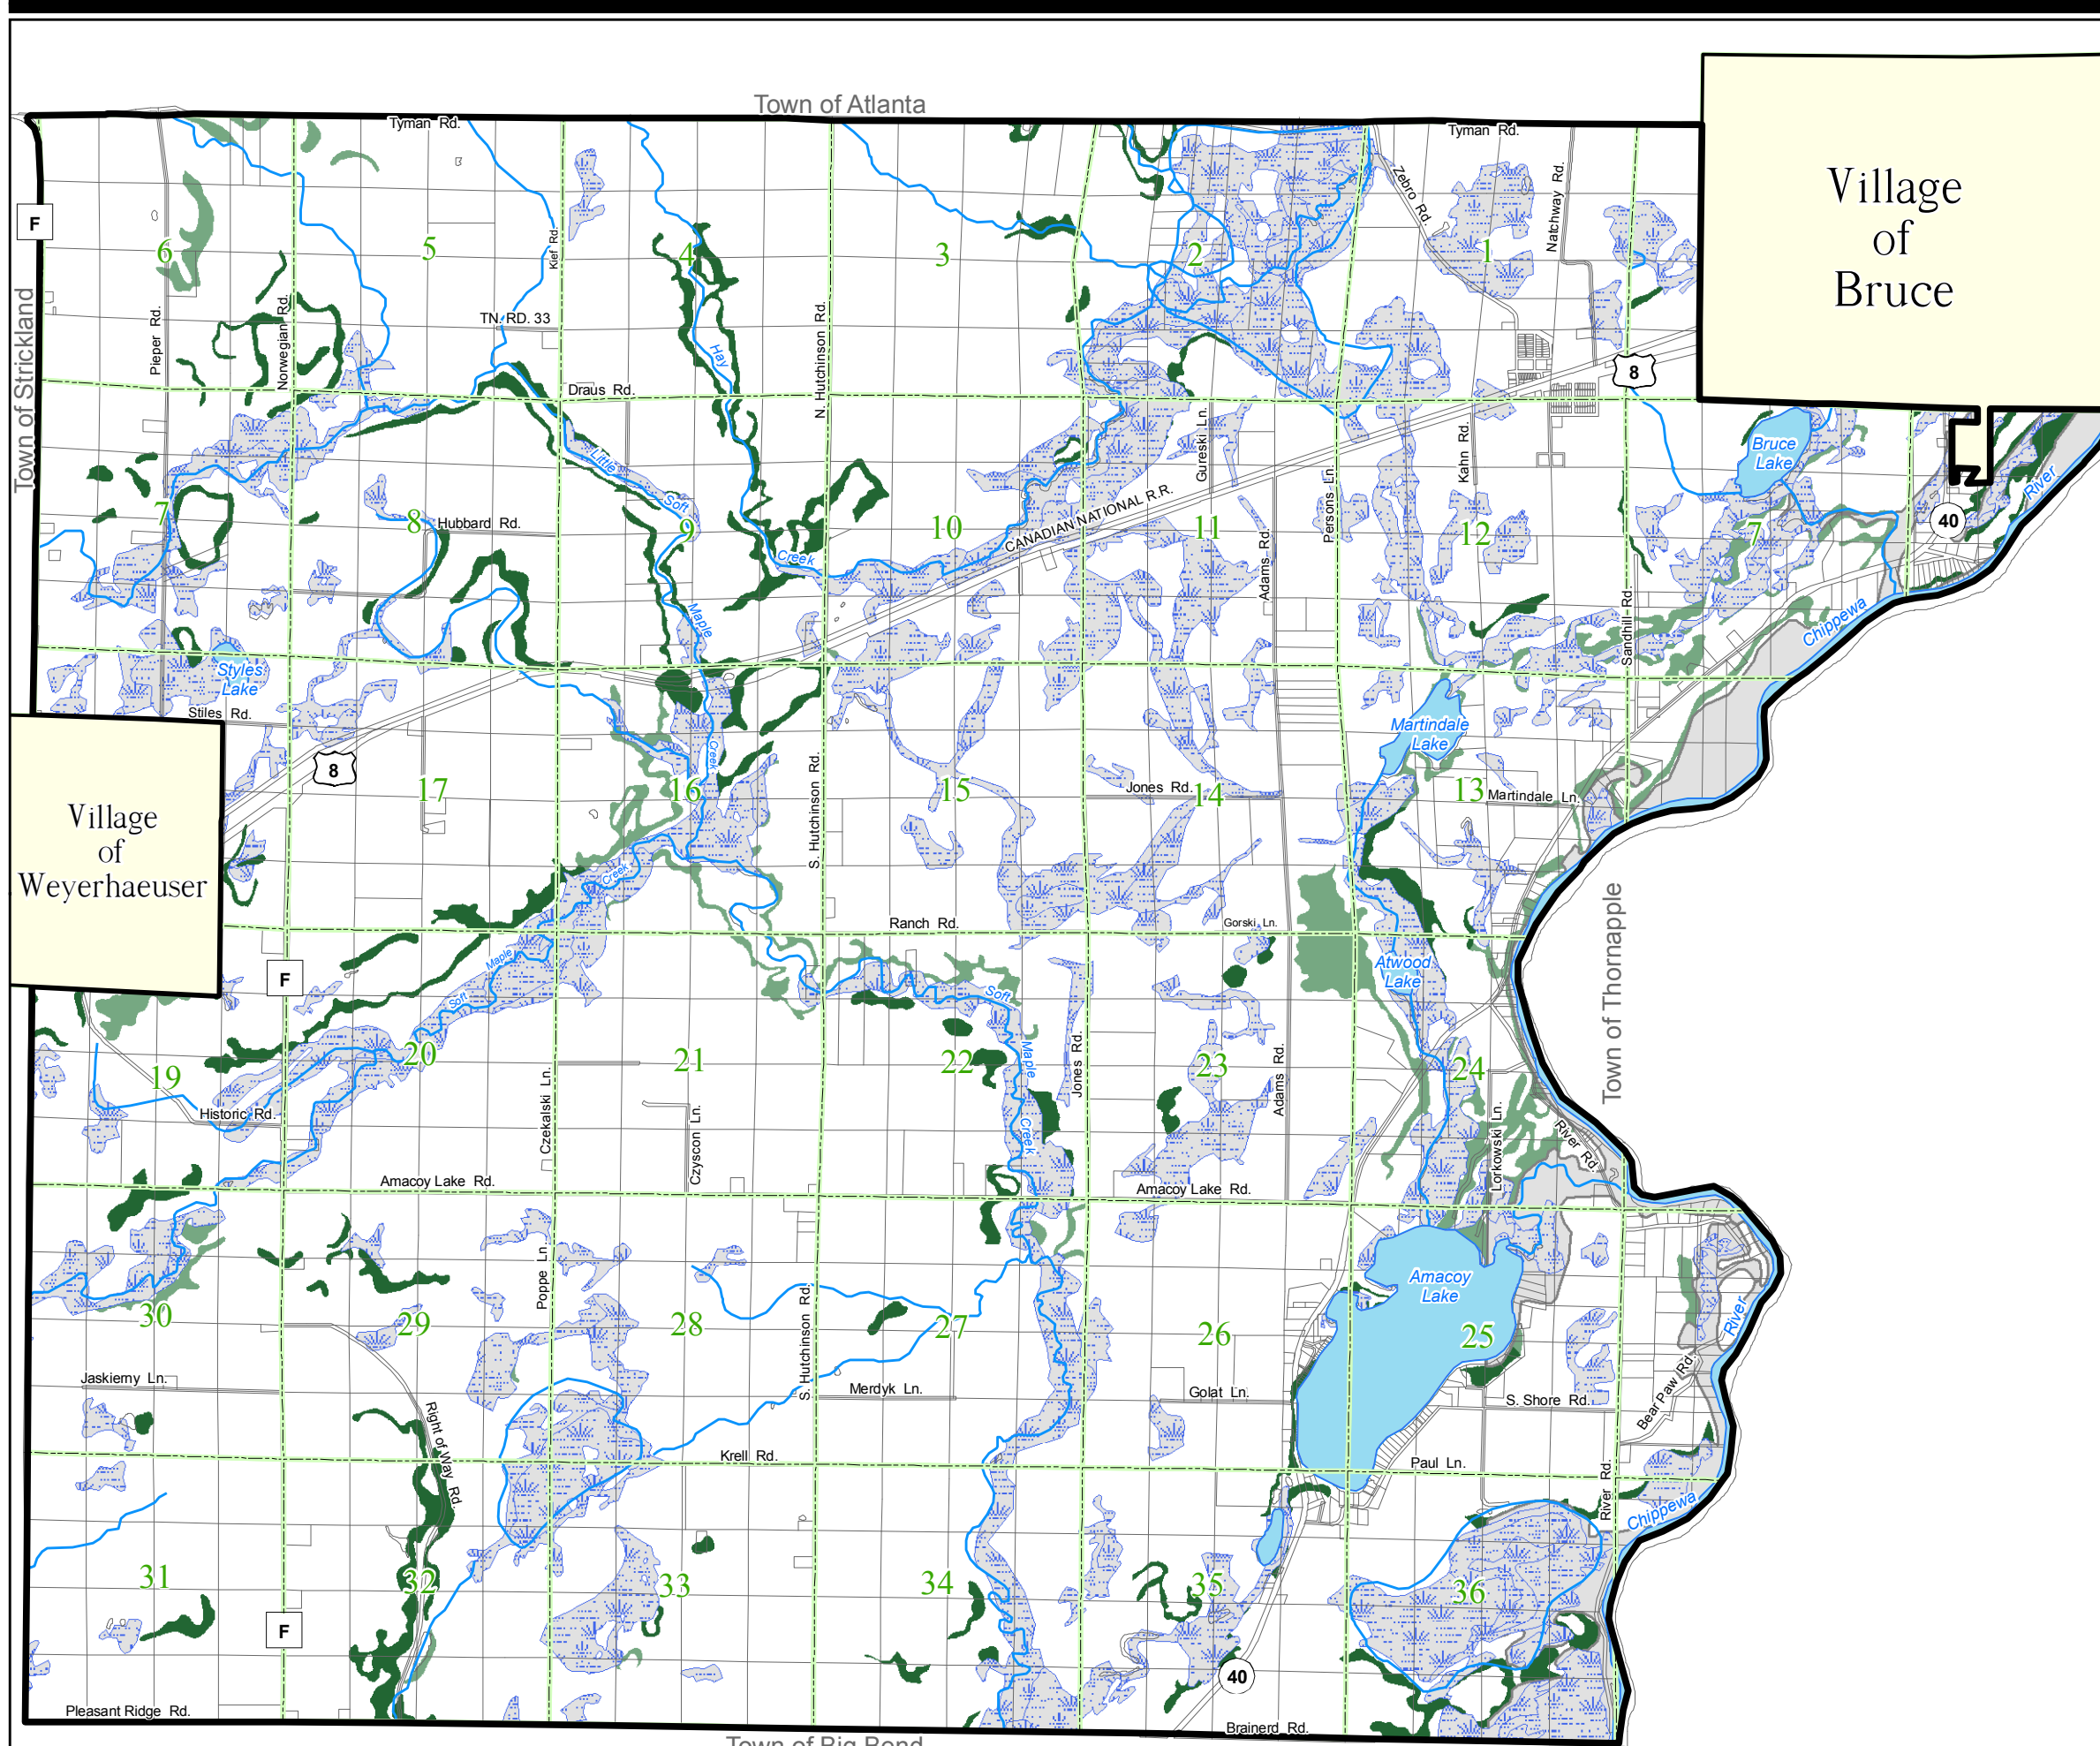 Town of Atlanta
Tyman Rd.
Tyman Rd.
Village
of
Bruce
F
6
5
4
3
2
1
Zebro Rd
Natchway Rd.
Kief Rd
Town of Strickland
Pieper Rd.
Norwegian Rd.
TN. RD. 33
N. Hutchinson Rd.
Hay
8
Draus Rd.
Gureski Ln.
Kahn Rd.
Bruce
Lake
Little
Soft
Persons Ln.
River
7
8
Hubbard Rd.
9
10
CANADIAN NATIONAL R.R.
11
12
7
40
Creek
Adams Rd.
Maple
Sandhill Rd
Chippewa
Styles
Lake
Stiles Rd.
Martindale
Lake
8
Creek
S. Hutchinson Rd.
17
16
15
Jones Rd.
14
13
Martindale Ln.
Village
of
Weyerhaeuser
Creek
Ranch Rd.
Gorski Ln.
Town of Thornapple
Maple
F
Soft
Soft
Atwood
Lake
19
20
21
22
Maple
Jones Rd.
23
Adams Rd.
24
Historic Rd.
Czekalski Ln.
Czyscon Ln.
Creek
Lorkowski Ln.
River Rd.
Amacoy Lake Rd.
Amacoy Lake Rd.
Poppe Ln.
Amacoy
Lake
30
29
28
S. Hutchinson Rd.
27
26
25
River
Jaskierny Ln.
Merdyk Ln.
Golat Ln.
S. Shore Rd.
Bear Paw Rd.
Right of Way Rd.
Krell Rd.
Paul Ln.
River Rd.
Chippewa
31
32
33
34
35
36
F
40
Pleasant Ridge Rd.
Brainerd Rd.
Town of Big Bend